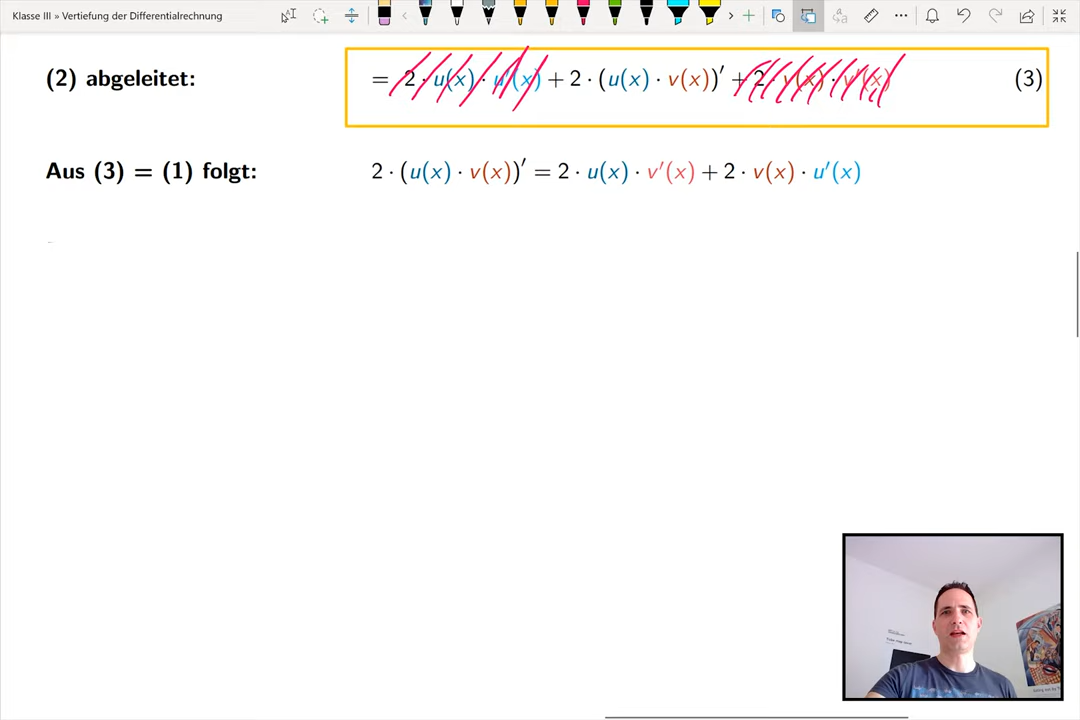 Klasse III » Vertiefung der Differentialrechnung
(2) abgeleitet: = 2 · u(x) · u'(x) + 2 · (u(x) · v(x))′ + 2 · v(x) · v'(x) (3)
Aus (3) = (1) folgt: 2 · (u(x) · v(x))′ = 2 · u(x) · v′(x) + 2 · v(x) · u′(x)